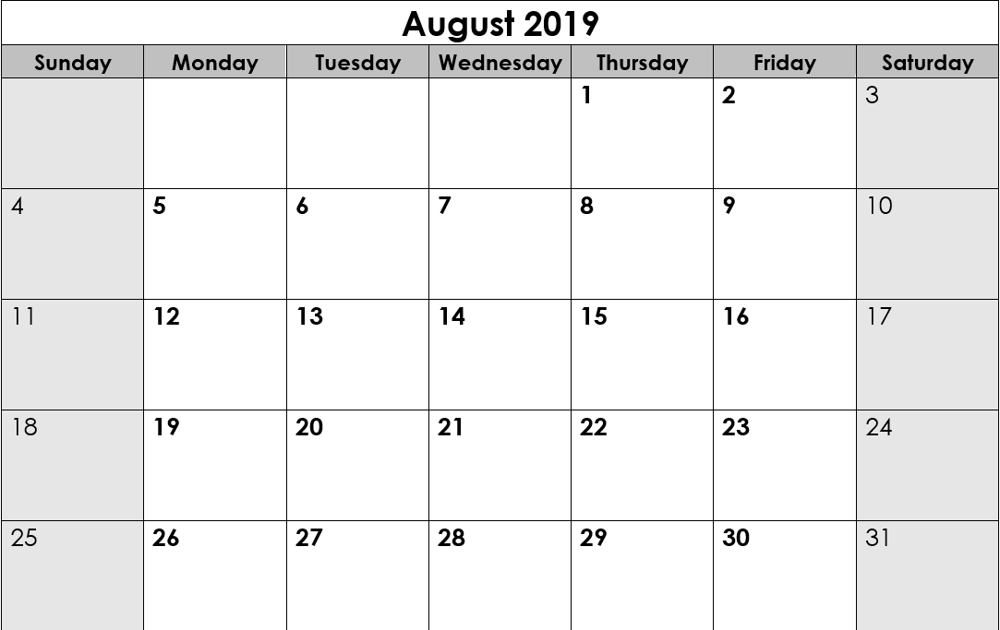 August 2019
Sunday Monday Tuesday Wednesday Thursday Friday Saturday
1 2 3
4 5 6 7 8 9 10
11 12 13 14 15 16 17
18 19 20 21 22 23 24
25 26 27 28 29 30 31